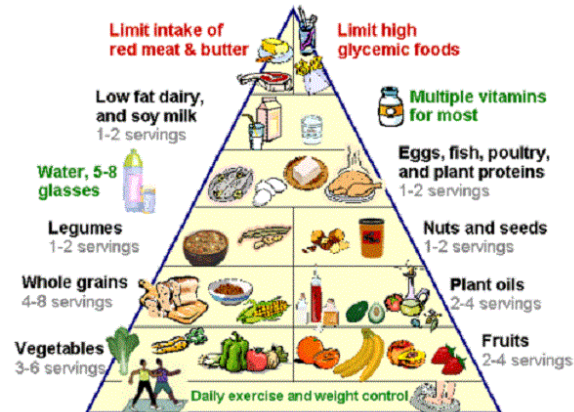 Limit intake of
red meat & butter
Limit high
glycemic foods
Low fat dairy,
and soy milk
1-2 servings
Multiple vitamins
for most
Water, 5-8
glasses
Eggs, fish, poultry,
and plant proteins
1-2 servings
Legumes
1-2 servings
Nuts and seeds
1-2 servings
Whole grains
4-8 servings
Plant oils
2-4 servings
Vegetables
3-6 servings
Fruits
2-4 servings
Daily exercise and weight control